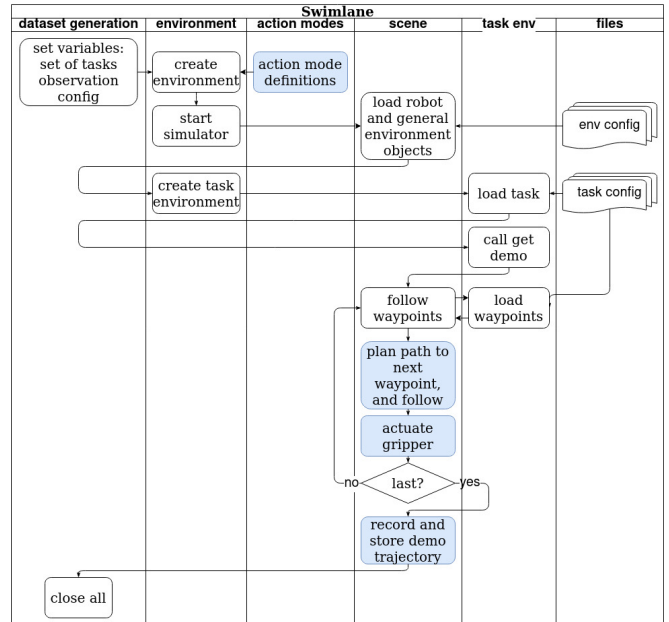 Swimlane
dataset generation
environment
action modes
scene
task env
files
set variables:
set of tasks
observation
config
create
environment
action mode
definitions
start
simulator
load robot
and general
environment
objects
env config
create task
environment
load task
task config
call get
demo
follow
waypoints
load
waypoints
plan path to
next
waypoint,
and follow
actuate
gripper
no
last?
yes
record and
store demo
trajectory
close all